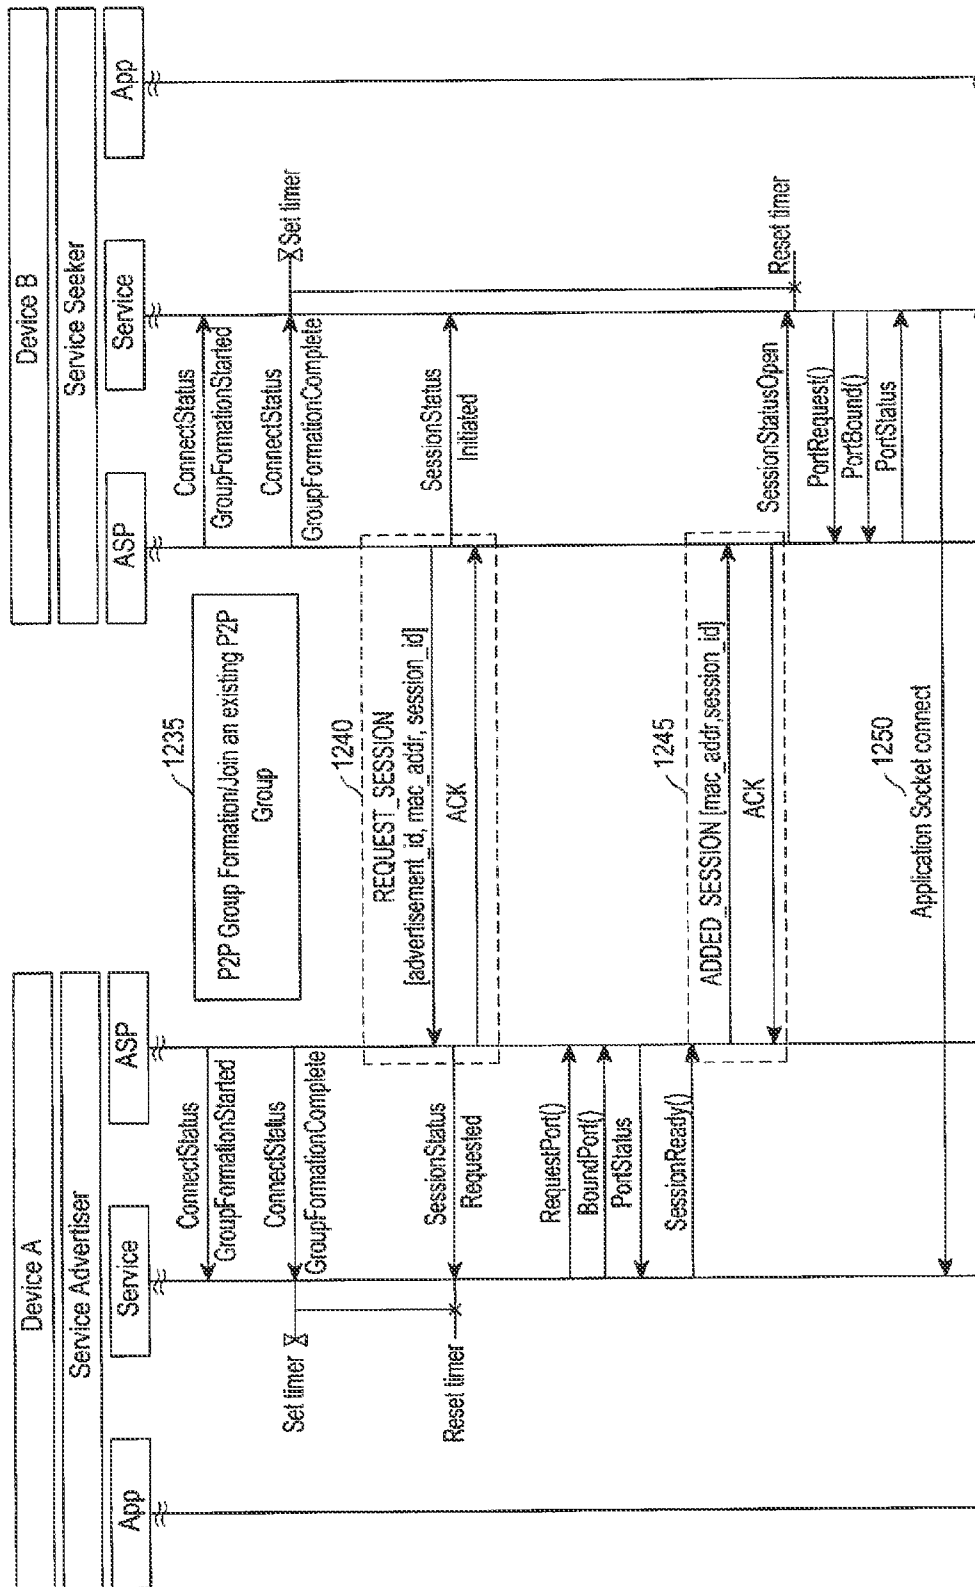 Device A
Device B
Service Advertiser
Service Seeker
App
Service
ASP
ASP
Service
App
ConnectStatus
GroupFormationStarted
1235
P2P Group Formation/Join an existing P2P
Group
ConnectStatus
GroupFormationStarted
Set timer
ConnectStatus
GroupFormationComplete
ConnectStatus
GroupFormationComplete
Set timer
1240
REQUEST_SESSION
[advertisement_id, mac_addr, session_id]
ACK
Reset timer
SessionStatus
Requested
SessionStatus
Initiated
RequestPort()
BoundPort()
PortStatus
SessionReady()
1245
ADDED_SESSION [mac_addr,session_id]
ACK
SessionStatusOpen
Reset timer
PortRequest()
PortBound()
PortStatus
1250
Application Socket connect